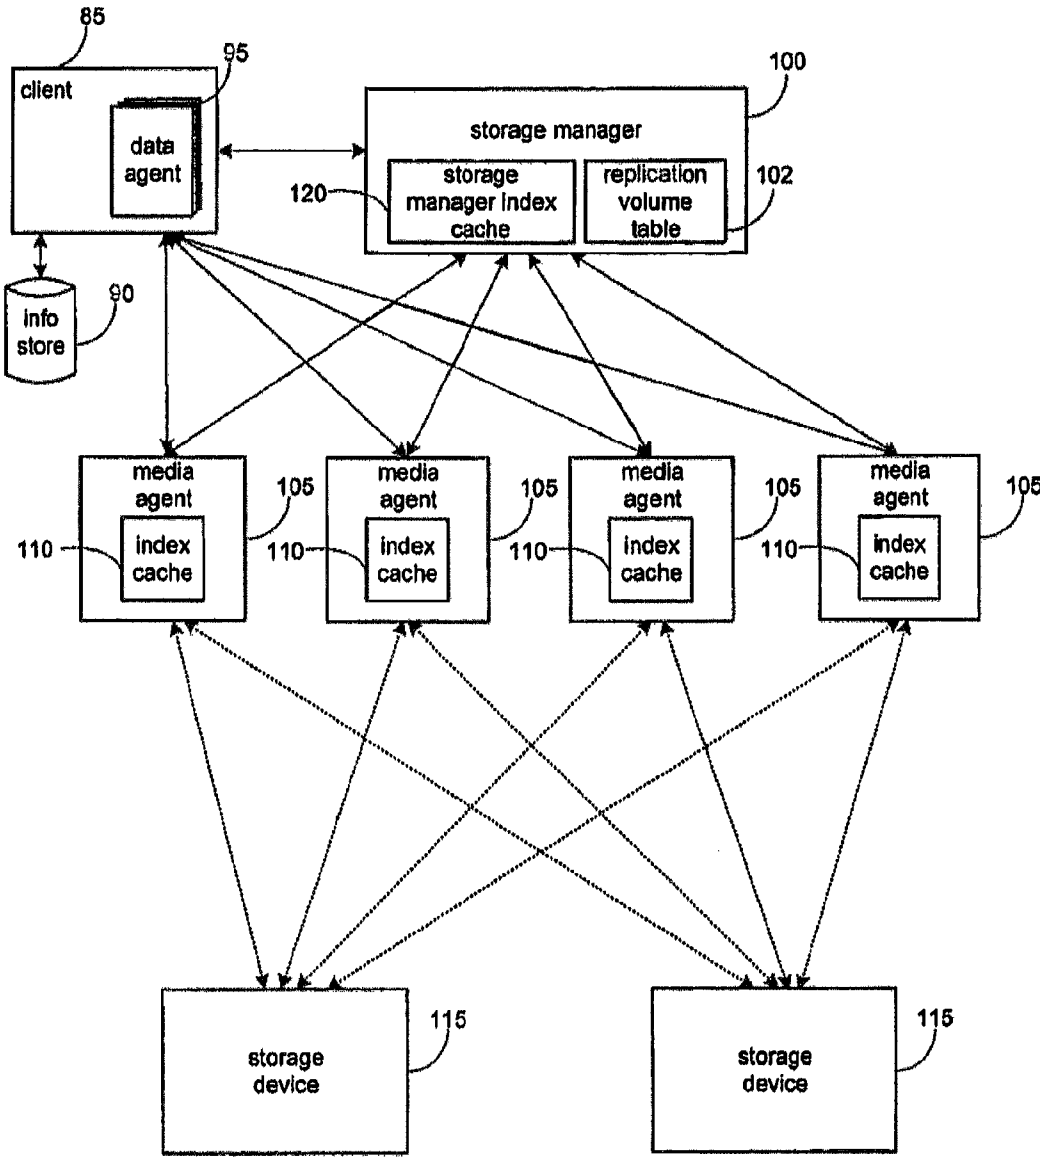 85
95
client
data
agent
100
storage manager
120
storage
manager index
cache
replication
volume
table
102
info
store
90
media
agent
105
110
index
cache
media
agent
105
110
index
cache
media
agent
105
110
index
cache
media
agent
105
110
index
cache
storage
device
115
storage
device
115